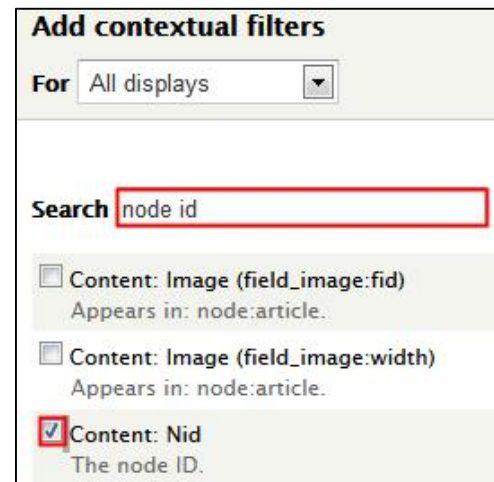 Add contextual filters
For All displays
Search node id
Content: Image (field_image:fid)
Appears in: node:article.
Content: Image (field_image:width)
Appears in: node:article.
Content: Nid
The node ID.